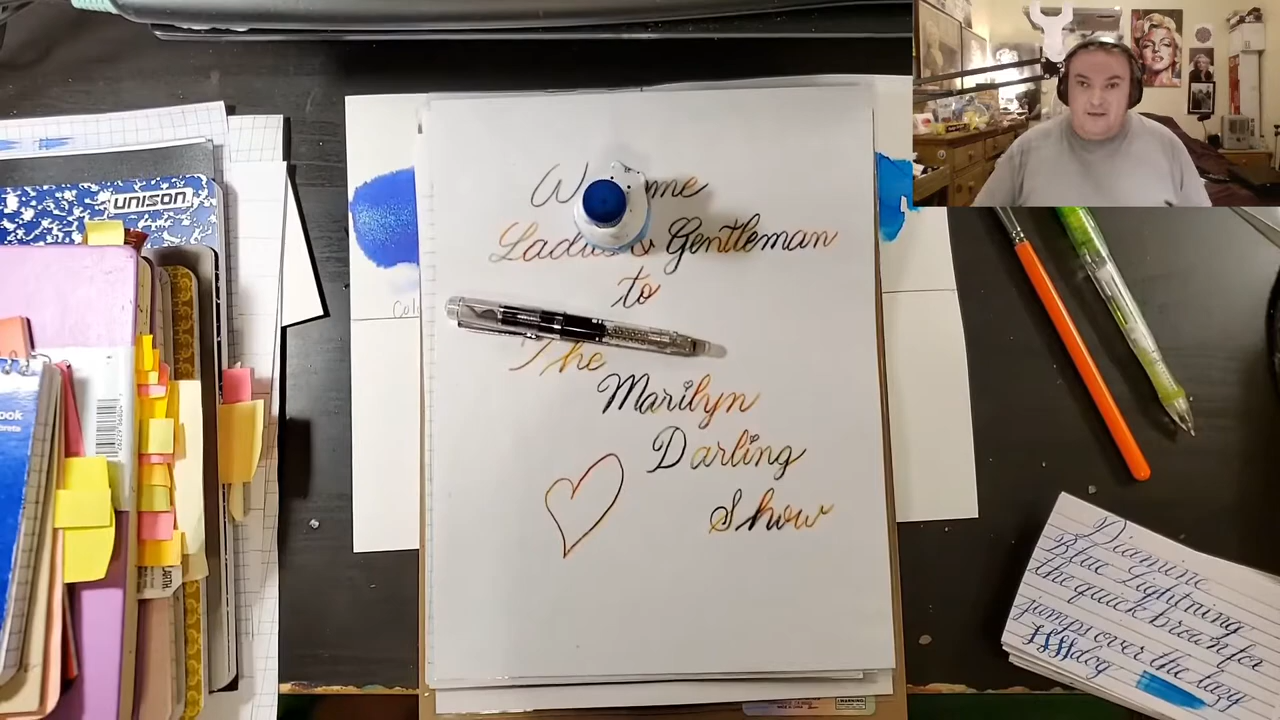 UNISON
Ladies & Gentleman
to
The
Marilyn
Darling
Show
Diamine
Blue Lightning
the quick brown fox
jumps over the lazy
dog